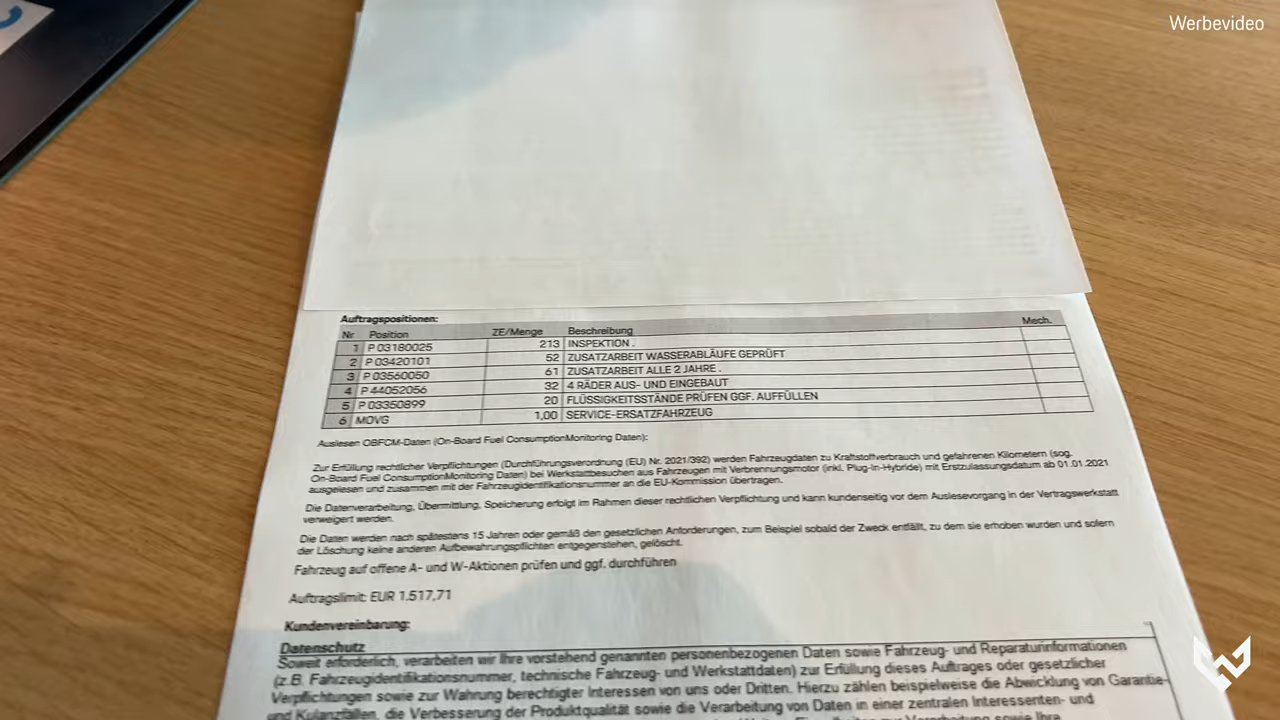 Werbevideo
Auftragspositionen:
Nr Position ZE/Menge Beschreibung Mech.
1 P 03180025 213 INSPEKTION .
2 P 03420101 52 ZUSATZARBEIT WASSERABLÄUFE GEPRÜFT
3 P 03560050 61 ZUSATZARBEIT ALLE 2 JAHRE .
4 P 44052056 32 4 RÄDER AUS- UND EINGEBAUT
5 P 03350899 20 FLÜSSIGKEITSSTÄNDE PRÜFEN GGF. AUFFÜLLEN
6 MOVG 1,00 SERVICE-ERSATZFAHRZEUG
Auslesen OBFCM-Daten (On-Board Fuel ConsumptionMonitoring Daten):
Zur Erfüllung rechtlicher Verpflichtungen (Durchführungsverordnung (EU) Nr. 2021/392) werden Fahrzeugdaten zu Kraftstoffverbrauch und gefahrenen Kilometern (sog.
On-Board Fuel ConsumptionMonitoring Daten) bei Werkstattbesuchen aus Fahrzeugen mit Verbrennungsmotor (inkl. Plug-In-Hybride) mit Erstzulassungsdatum ab 01.01.2021
ausgelesen und zusammen mit der Fahrzeugidentifikationsnummer an die EU-Kommission übertragen.
Die Datenverarbeitung, Übermittlung, Speicherung erfolgt im Rahmen dieser rechtlichen Verpflichtung und kann kundenseitig vor dem Auslesevorgang in der Vertragswerkstatt
verweigert werden.
Die Daten werden nach spätestens 15 Jahren oder gemäß den gesetzlichen Anforderungen, zum Beispiel sobald der Zweck entfällt, zu dem sie erhoben wurden und sofern
der Löschung keine anderen Aufbewahrungspflichten entgegenstehen, gelöscht.
Fahrzeug auf offene A- und W-Aktionen prüfen und ggf. durchführen
Auftragslimit: EUR 1.517,71
Kundenvereinbarung:
Datenschutz
Soweit erforderlich, verarbeiten wir Ihre vorstehend genannten personenbezogenen Daten sowie Fahrzeug- und Reparaturinformationen
(z.B. Fahrzeugidentifikationsnummer, technische Fahrzeug- und Werkstattdaten) zur Erfüllung dieses Auftrages oder gesetzlicher
Verpflichtungen sowie zur Wahrung berechtigter Interessen von uns oder Dritten. Hierzu zählen beispielsweise die Abwicklung von Garantie-
und Kulanzfällen, die Verbesserung der Produktqualität sowie die Verarbeitung von Daten in einer zentralen Interessenten- und